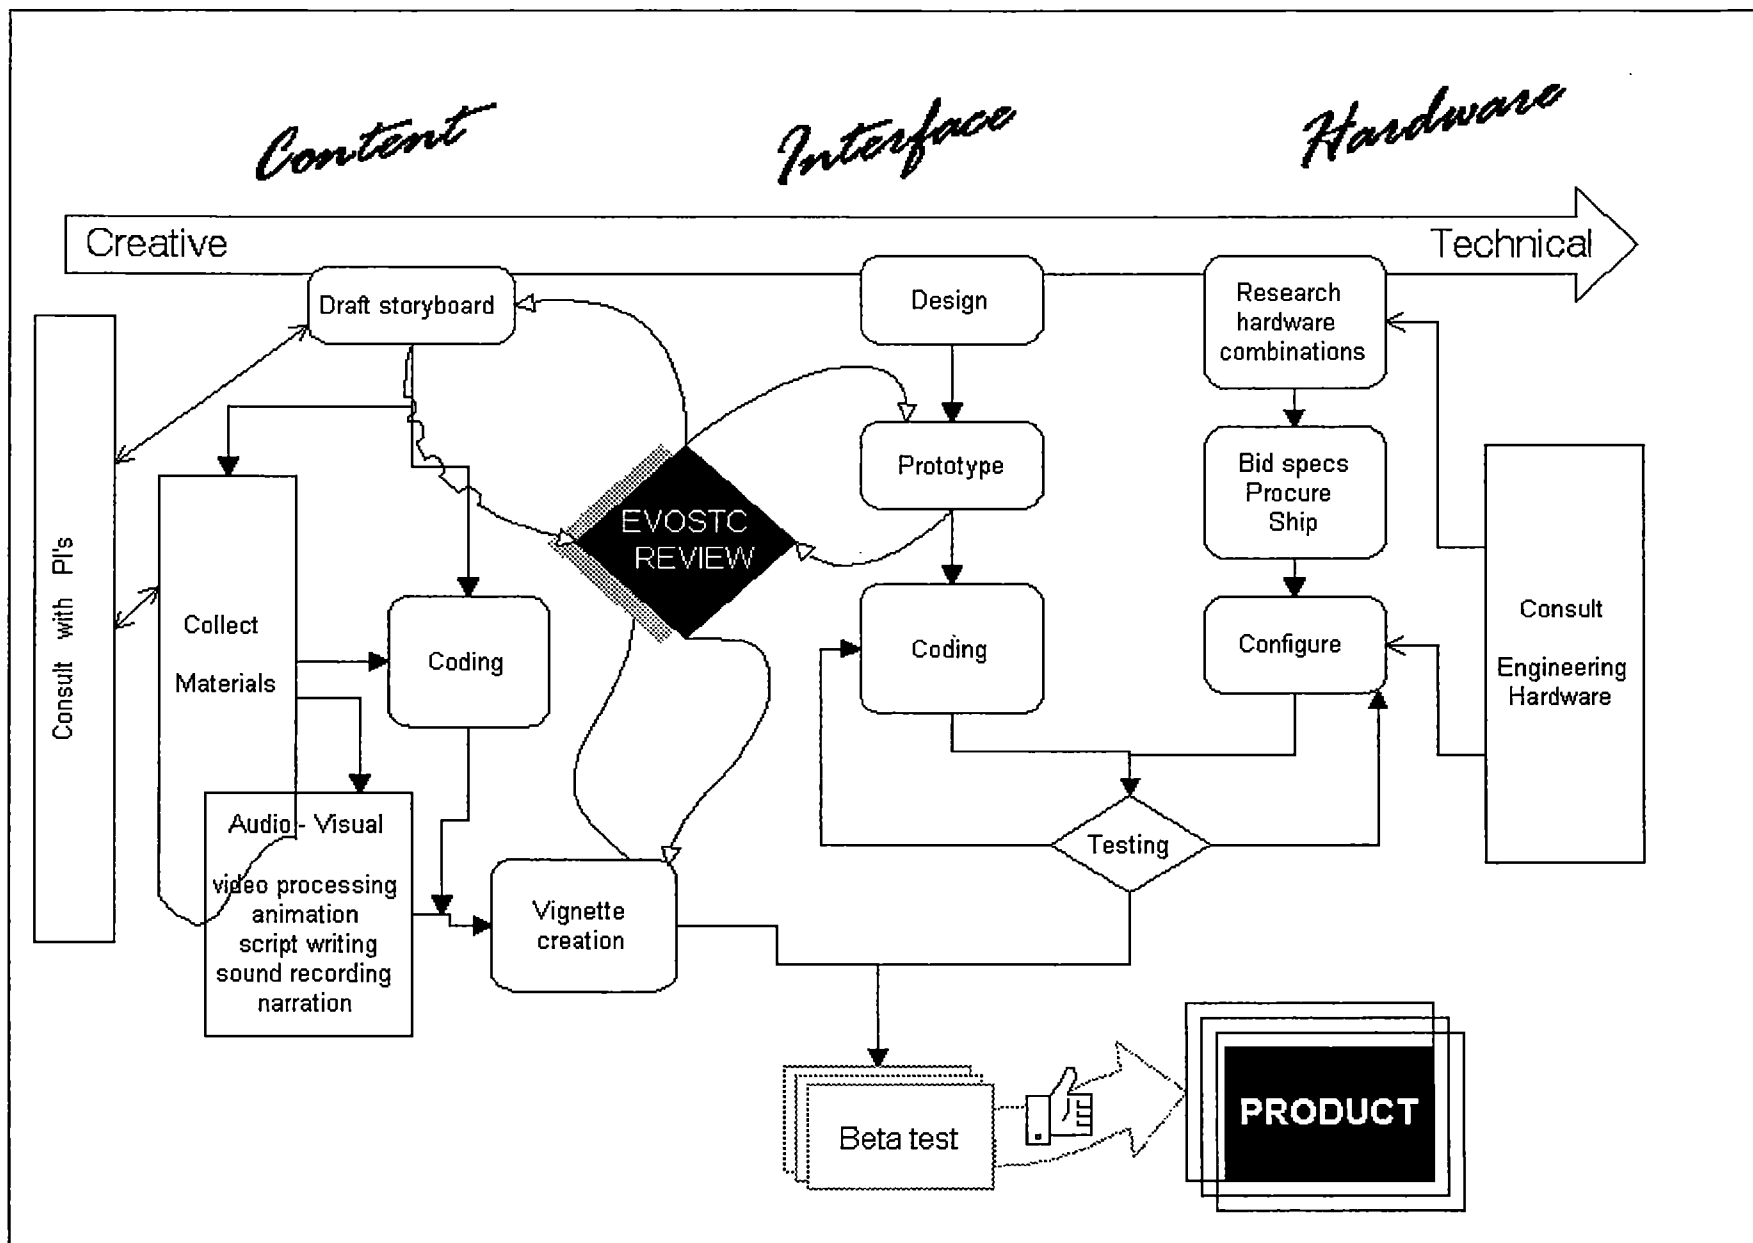 Content
Interface
Hardware
Creative
Technical
Draft storyboard
Design
Research
hardware
combinations
Consult with PI's
Prototype
Bid specs
Procure
Ship
EVOSTC
REVIEW
Collect
Materials
Coding
Coding
Configure
Consult
Engineering
Hardware
Audio - Visual
video processing
animation
script writing
sound recording
narration
Vignette
creation
Testing
Beta test
PRODUCT